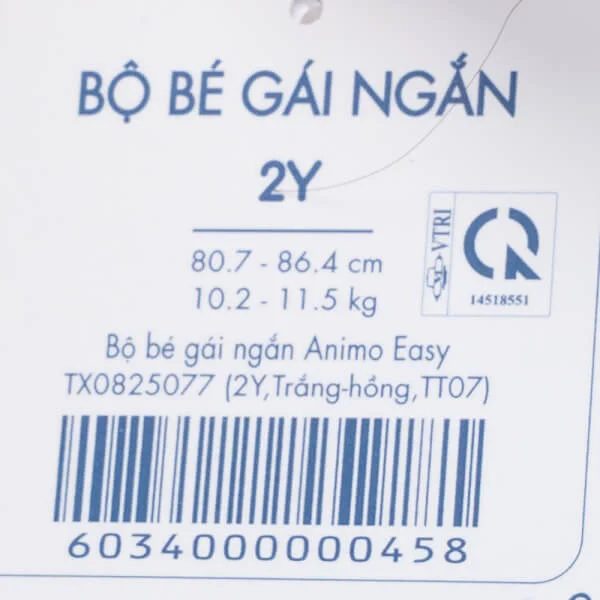 BỘ BÉ GÁI NGẮN
2Y
80.7 - 86.4 cm
10.2 - 11.5 kg
VTRI
14518551
Bộ bé gái ngắn Animo Easy
TX0825077 (2Y,Trắng-hồng,TT07)
6034000000458